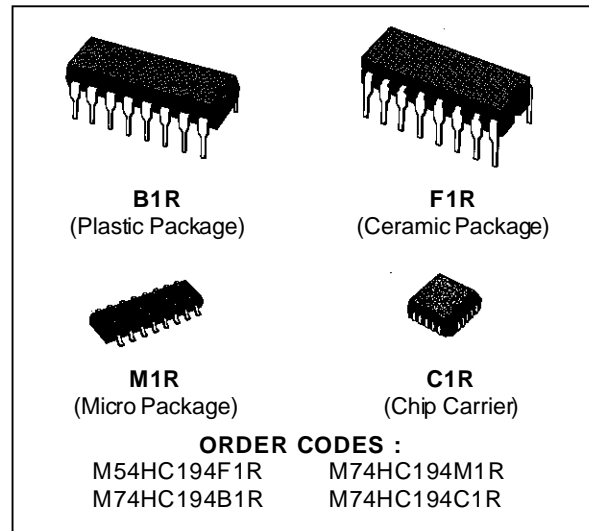 B1R
(Plastic Package)
F1R
(Ceramic Package)
M1R
(Micro Package)
C1R
(Chip Carrier)
ORDER CODES :
M54HC194F1R M74HC194M1R
M74HC194B1R M74HC194C1R